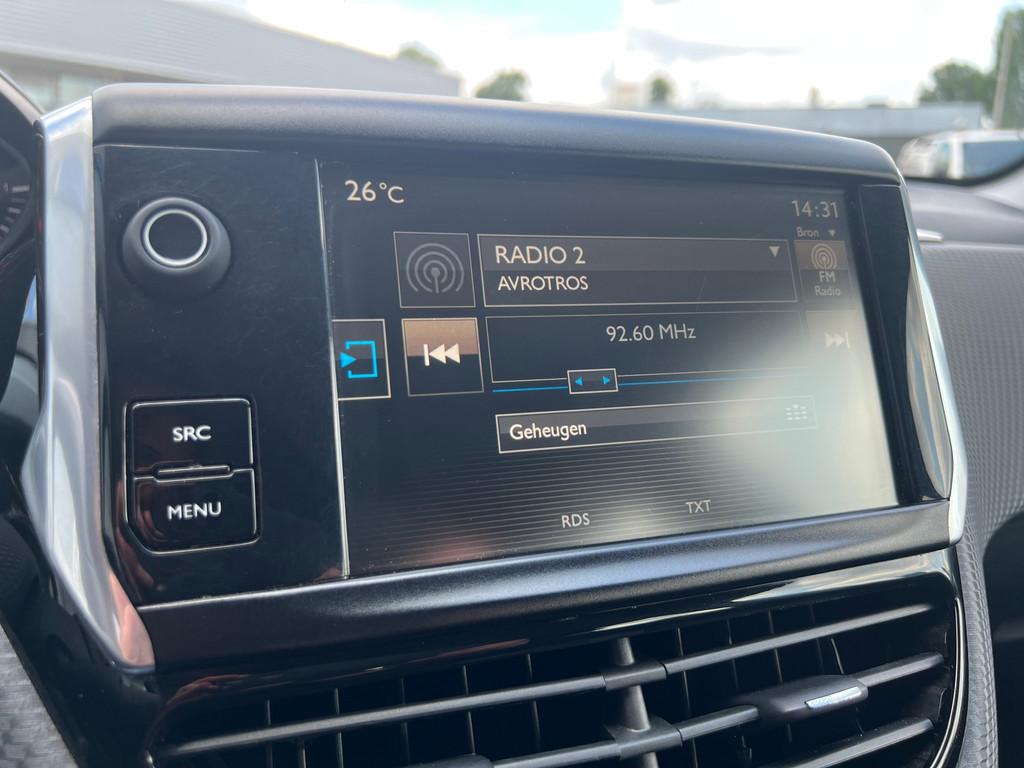 26°C
14:31
Bron
RADIO 2
AVROTROS
FM
Radio
92.60 MHz
Geheugen
SRC
MENU
RDS
TXT